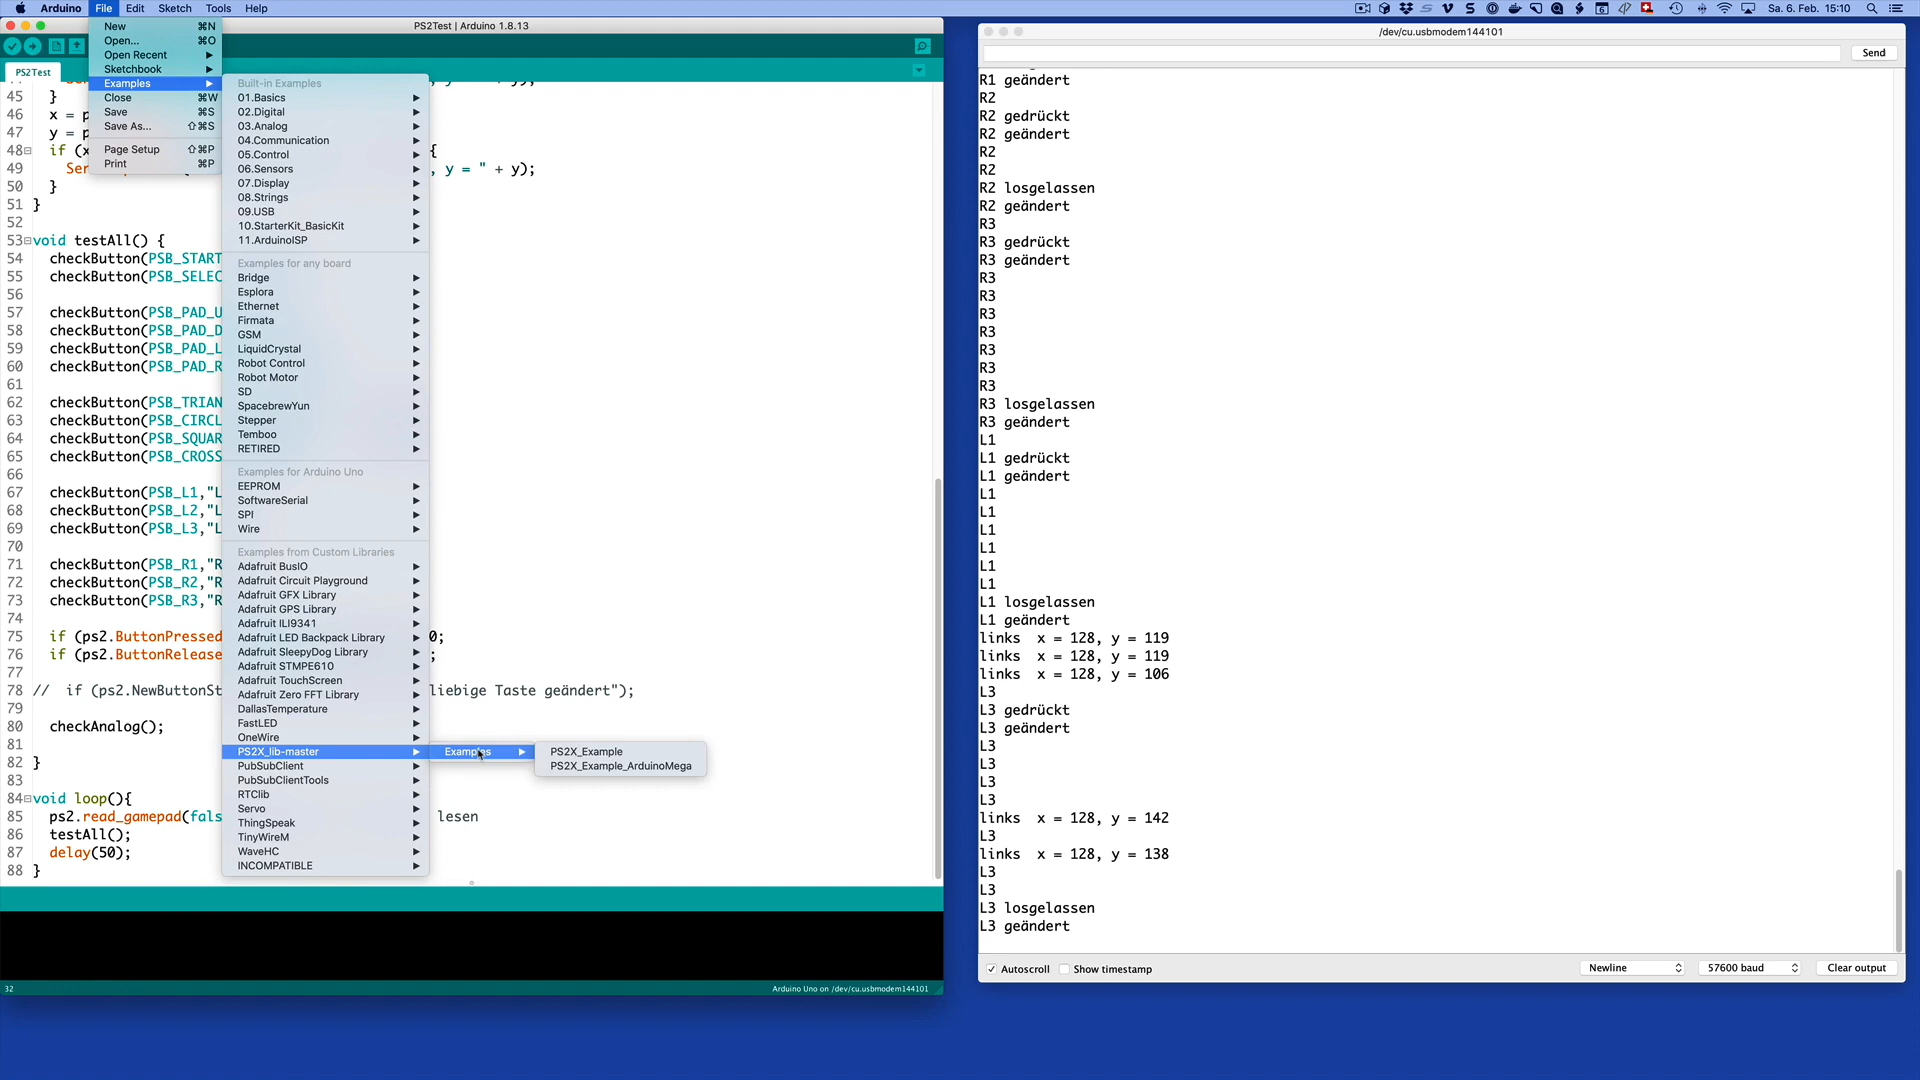 Arduino File Edit Sketch Tools Help
Sa. 6. Feb. 15:10
PS2Test | Arduino 1.8.13
New ⌘N
Open... ⌘O
Open Recent
Sketchbook
Examples
Close ⌘W
Save ⌘S
Save As... ⇧⌘S
Page Setup ⇧⌘P
Print ⌘P
PS2Test
Built-in Examples
01.Basics
02.Digital
03.Analog
04.Communication
05.Control
06.Sensors
07.Display
08.Strings
09.USB
10.StarterKit_BasicKit
11.ArduinoISP
Examples for any board
Bridge
Esplora
Ethernet
Firmata
GSM
LiquidCrystal
Robot Control
Robot Motor
SD
SpacebrewYun
Stepper
Temboo
RETIRED
Examples for Arduino Uno
EEPROM
SoftwareSerial
SPI
Wire
Examples from Custom Libraries
Adafruit BusIO
Adafruit Circuit Playground
Adafruit GFX Library
Adafruit GPS Library
Adafruit ILI9341
Adafruit LED Backpack Library
Adafruit SleepyDog Library
Adafruit STMPE610
Adafruit TouchScreen
Adafruit Zero FFT Library
DallasTemperature
FastLED
OneWire
PS2X_lib-master
PubSubClient
PubSubClientTools
RTClib
Servo
ThingSpeak
TinyWireM
WaveHC
INCOMPATIBLE
Examples
PS2X_Example
PS2X_Example_ArduinoMega
45 }
46 x = p
47 y = p
48 if (x {
49 Ser , y = " + y);
50 }
51 }
52
53 void testAll() {
54 checkButton(PSB_START
55 checkButton(PSB_SELEC
56
57 checkButton(PSB_PAD_U
58 checkButton(PSB_PAD_D
59 checkButton(PSB_PAD_L
60 checkButton(PSB_PAD_R
61
62 checkButton(PSB_TRIAN
63 checkButton(PSB_CIRCL
64 checkButton(PSB_SQUAR
65 checkButton(PSB_CROSS
66
67 checkButton(PSB_L1,"L
68 checkButton(PSB_L2,"L
69 checkButton(PSB_L3,"L
70
71 checkButton(PSB_R1,"R
72 checkButton(PSB_R2,"R
73 checkButton(PSB_R3,"R
74
75 if (ps2.ButtonPressed 0;
76 if (ps2.ButtonRelease ;
77
78 // if (ps2.NewButtonSt liebige Taste geändert");
79
80 checkAnalog();
81
82 }
83
84 void loop(){
85 ps2.read_gamepad(fals lesen
86 testAll();
87 delay(50);
88 }
32
Arduino Uno on /dev/cu.usbmodem144101
/dev/cu.usbmodem144101
Send
R1 geändert
R2
R2 gedrückt
R2 geändert
R2
R2
R2 losgelassen
R2 geändert
R3
R3 gedrückt
R3 geändert
R3
R3
R3
R3
R3
R3
R3
R3 losgelassen
R3 geändert
L1
L1 gedrückt
L1 geändert
L1
L1
L1
L1
L1
L1
L1 losgelassen
L1 geändert
links x = 128, y = 119
links x = 128, y = 119
links x = 128, y = 106
L3
L3 gedrückt
L3 geändert
L3
L3
L3
L3
links x = 128, y = 142
L3
links x = 128, y = 138
L3
L3
L3 losgelassen
L3 geändert
Autoscroll
Show timestamp
Newline
57600 baud
Clear output